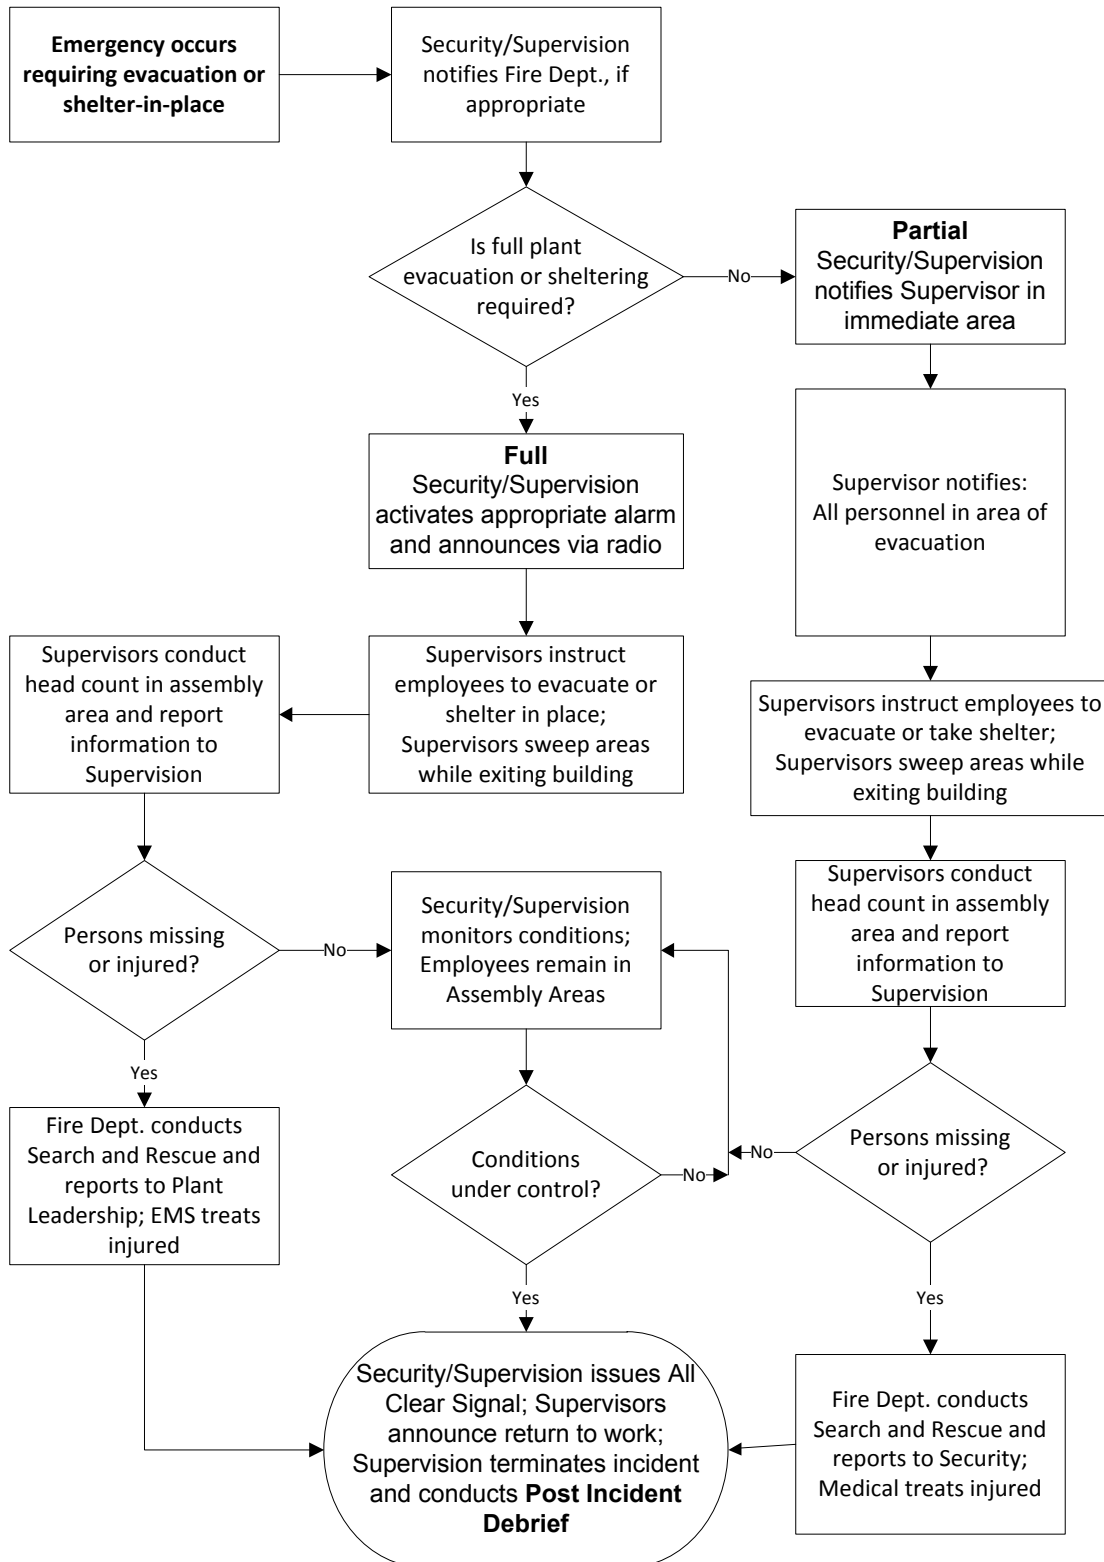 Emergency occurs
requiring evacuation or
shelter-in-place
Security/Supervision
notifies Fire Dept., if
appropriate
Is full plant
evacuation or sheltering
required?
No
Partial
Security/Supervision
notifies Supervisor in
immediate area
Yes
Full
Security/Supervision
activates appropriate alarm
and announces via radio
Supervisor notifies:
All personnel in area of
evacuation
Supervisors conduct
head count in assembly
area and report
information to
Supervision
Supervisors instruct
employees to evacuate or
shelter in place;
Supervisors sweep areas
while exiting building
Supervisors instruct employees to
evacuate or take shelter;
Supervisors sweep areas while
exiting building
Persons missing
or injured?
No
Security/Supervision
monitors conditions;
Employees remain in
Assembly Areas
Supervisors conduct
head count in assembly
area and report
information to
Supervision
Yes
Fire Dept. conducts
Search and Rescue and
reports to Plant
Leadership; EMS treats
injured
Conditions
under control?
No
No
Persons missing
or injured?
Yes
Yes
Security/Supervision issues All
Clear Signal; Supervisors
announce return to work;
Supervision terminates incident
and conducts Post Incident
Debrief
Fire Dept. conducts
Search and Rescue and
reports to Security;
Medical treats injured